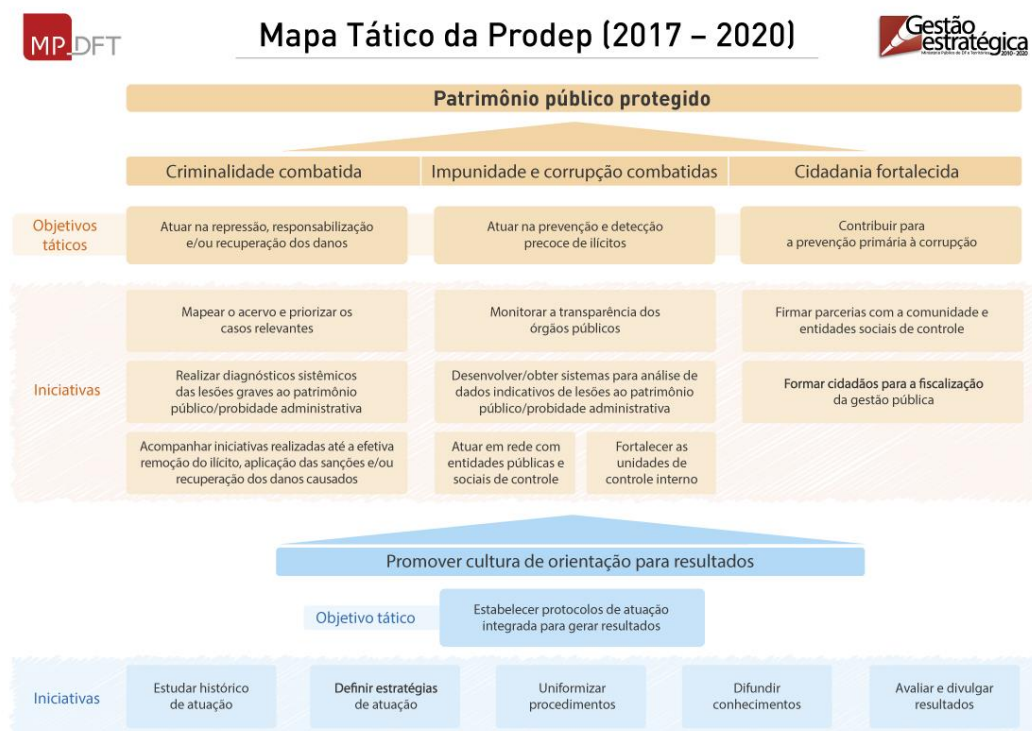 MP DFT
Mapa Tático da Prodep (2017 – 2020)
Gestão
estratégica
2010 - 2020
Patrimônio público protegido
Criminalidade combatida
Impunidade e corrupção combatidas
Cidadania fortalecida
Objetivos
táticos
Atuar na repressão, responsabilização
e/ou recuperação dos danos
Atuar na prevenção e detecção
precoce de ilícitos
Contribuir para
a prevenção primária à corrupção
Iniciativas
Mapear o acervo e priorizar os
casos relevantes
Monitorar a transparência dos
órgãos públicos
Firmar parcerias com a comunidade e
entidades sociais de controle
Realizar diagnósticos sistêmicos
das lesões graves ao patrimônio
público/probidade administrativa
Desenvolver/obter sistemas para análise de
dados indicativos de lesões ao patrimônio
público/probidade administrativa
Formar cidadãos para a fiscalização
da gestão pública
Acompanhar iniciativas realizadas até a efetiva
remoção do ilícito, aplicação das sanções e/ou
recuperação dos danos causados
Atuar em rede com
entidades públicas e
sociais de controle
Fortalecer as
unidades de
controle interno
Promover cultura de orientação para resultados
Objetivo tático
Estabelecer protocolos de atuação
integrada para gerar resultados
Iniciativas
Estudar histórico
de atuação
Definir estratégias
de atuação
Uniformizar
procedimentos
Difundir
conhecimentos
Avaliar e divulgar
resultados